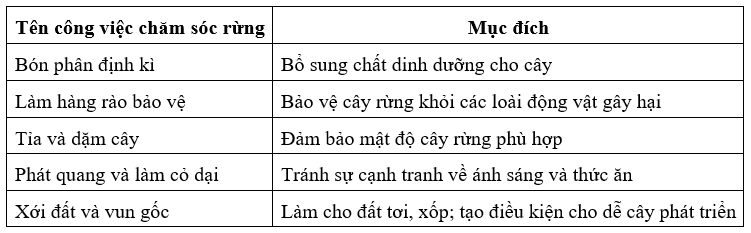 Tên công việc chăm sóc rừng Mục đích
Bón phân định kì Bổ sung chất dinh dưỡng cho cây
Làm hàng rào bảo vệ Bảo vệ cây rừng khỏi các loài động vật gây hại
Tỉa và dặm cây Đảm bảo mật độ cây rừng phù hợp
Phát quang và làm cỏ dại Tránh sự cạnh tranh về ánh sáng và thức ăn
Xới đất và vun gốc Làm cho đất tơi, xốp; tạo điều kiện cho dễ cây phát triển